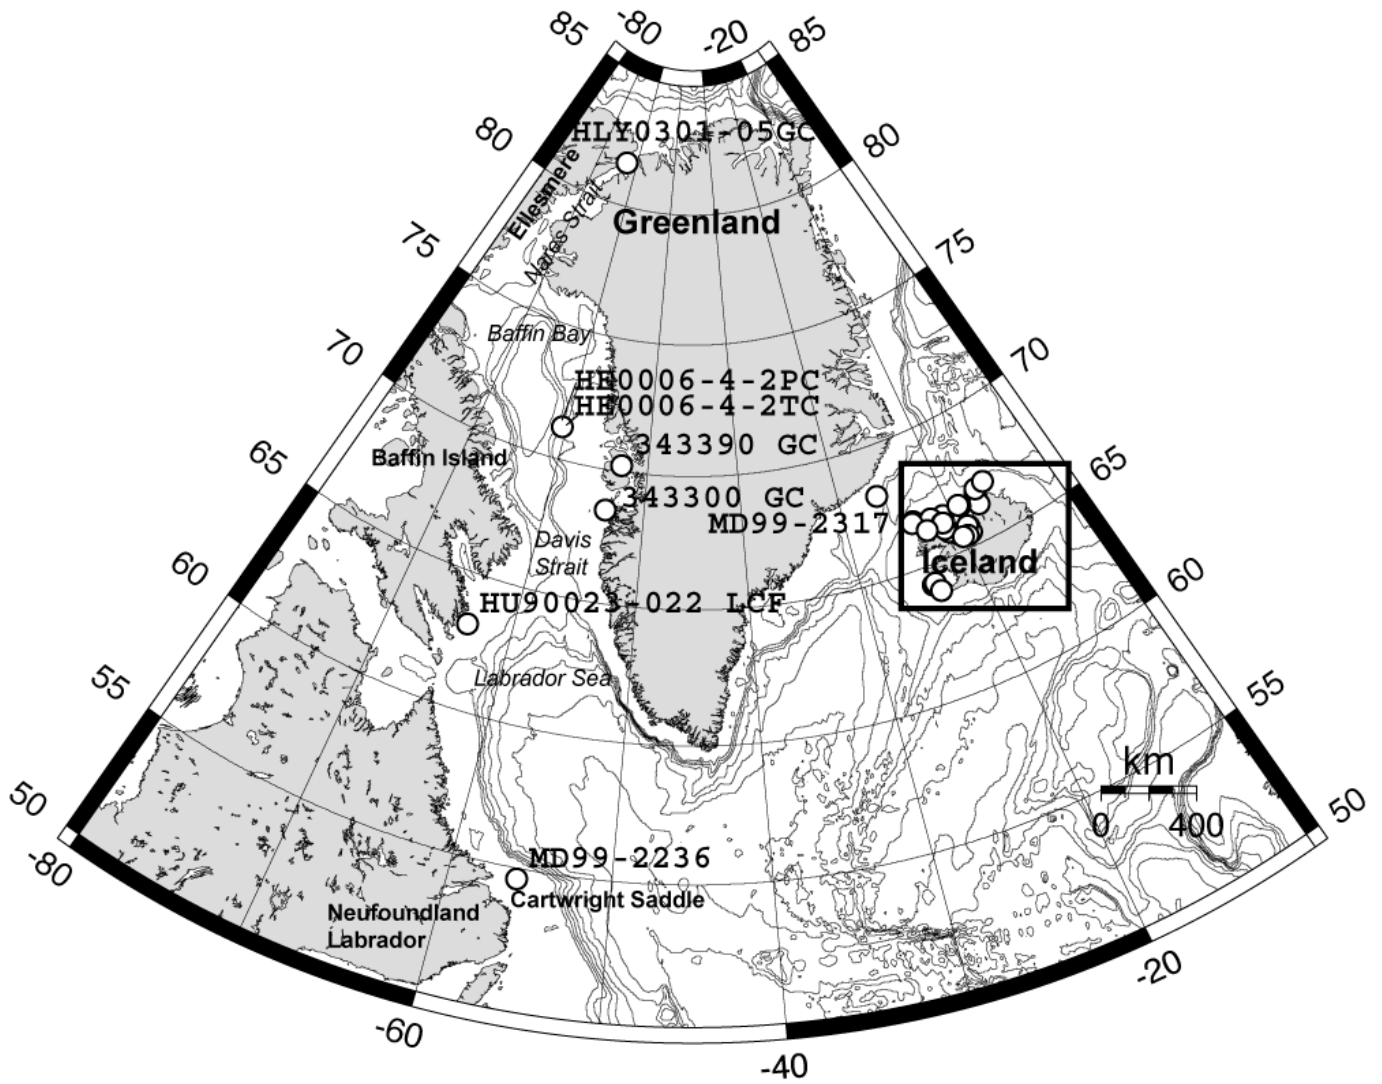 85
-80
-20
85
80
HLY0301-05GC
80
Ellesmere
Nares Strait
Greenland
75
75
Baffin Bay
70
70
HE0006-4-2PC
HE0006-4-2TC
343390 GC
Baffin Island
65
65
343300 GC
MD99-2317
Davis
Strait
Iceland
60
60
HU90023-022 LCF
Labrador Sea
55
55
km
0
400
50
50
MD99-2236
Cartwright Saddle
-80
Neufoundland
Labrador
-20
-60
-40